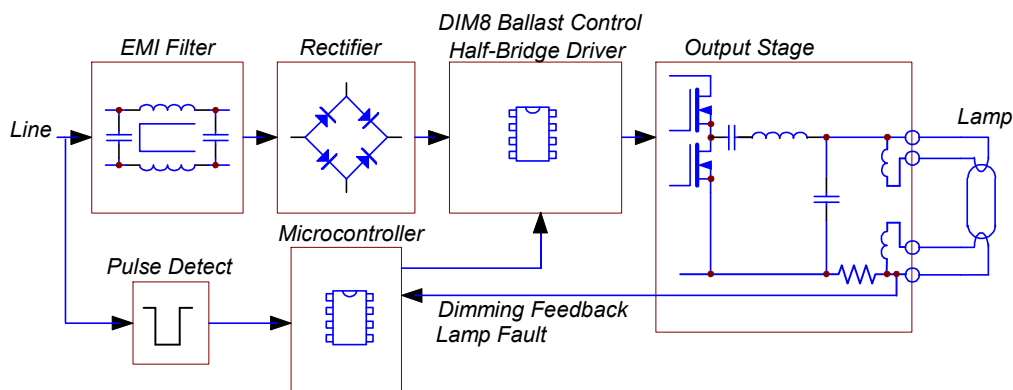 DIM8 Ballast Control
Half-Bridge Driver
EMI Filter
Rectifier
Output Stage
Line
Lamp
Microcontroller
Pulse Detect
Dimming Feedback
Lamp Fault